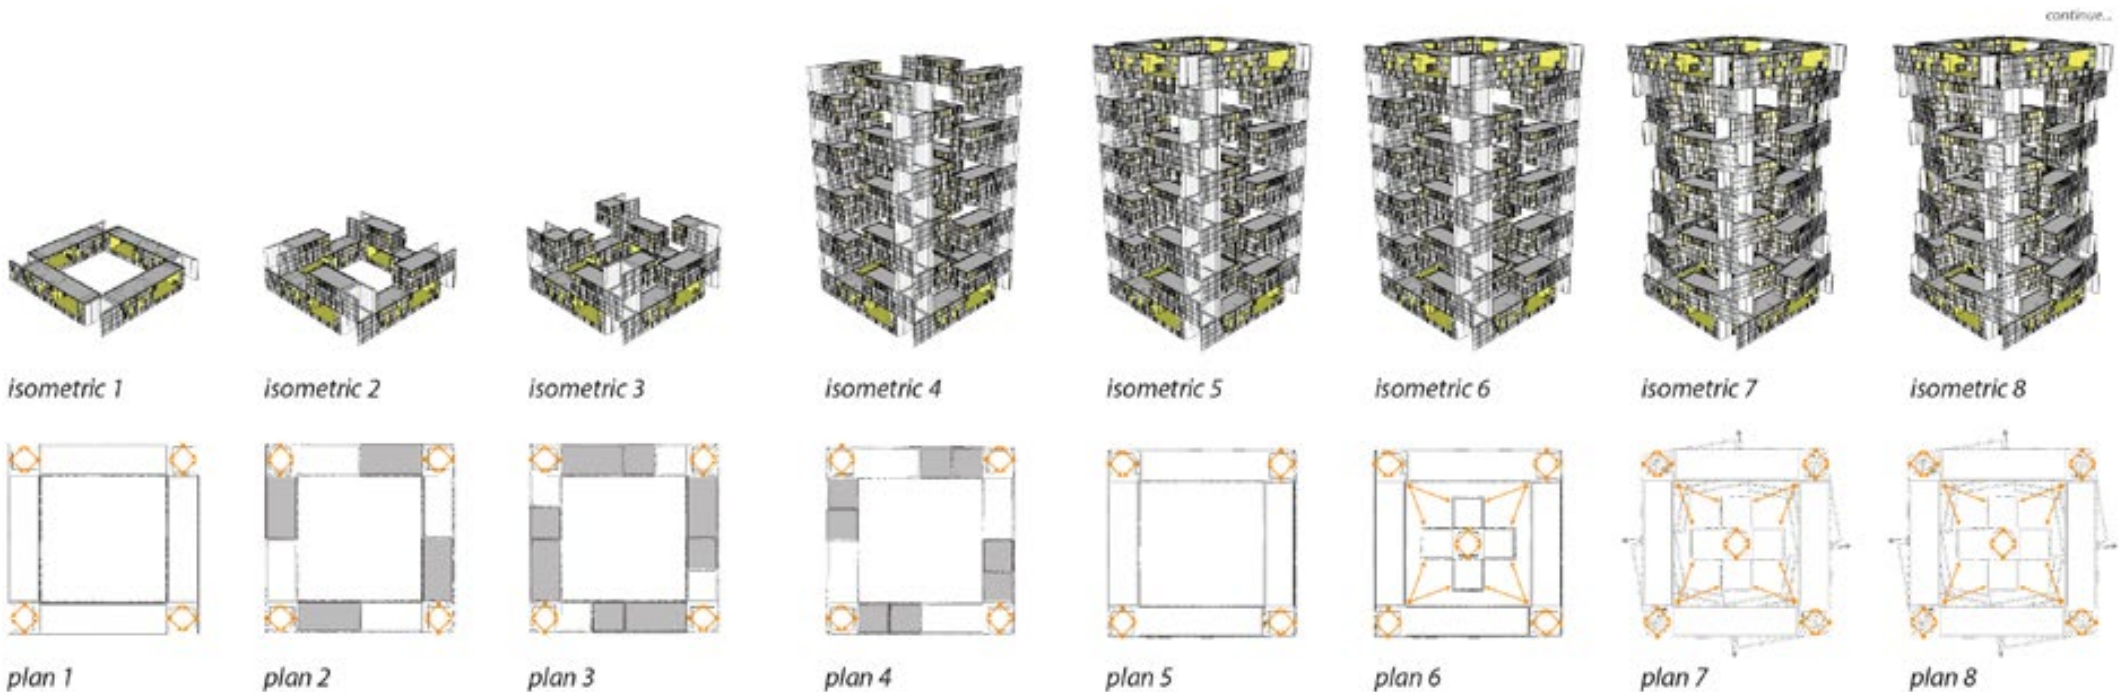 continue...
isometric 1
isometric 2
isometric 3
isometric 4
isometric 5
isometric 6
isometric 7
isometric 8
plan 1
plan 2
plan 3
plan 4
plan 5
plan 6
plan 7
plan 8